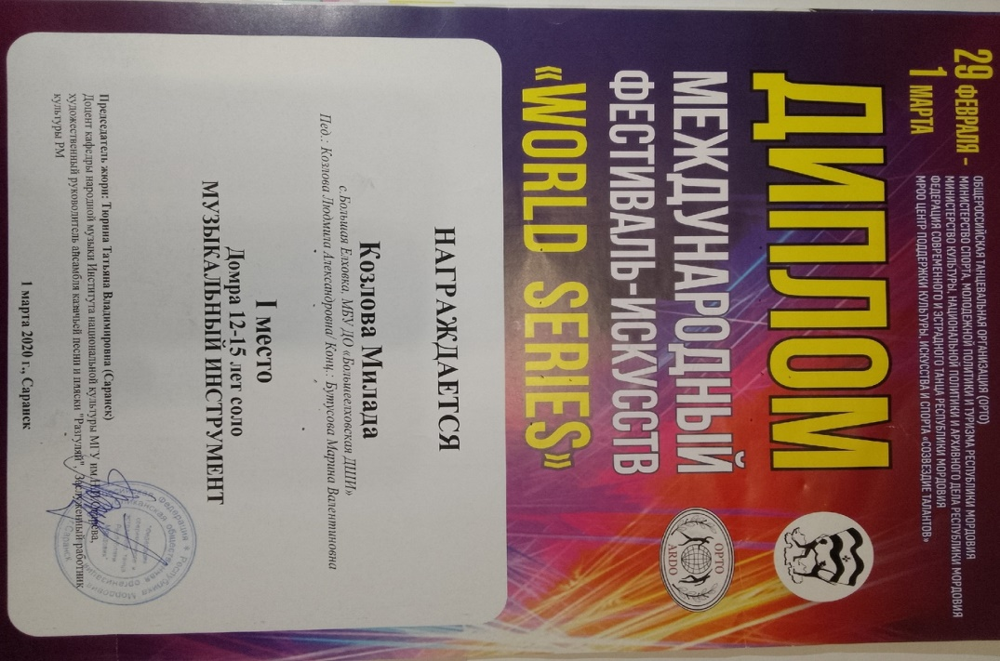 29 ФЕВРАЛЯ -
1 МАРТА
ОБЩЕРОССИЙСКАЯ ТАНЦЕВАЛЬНАЯ ОРГАНИЗАЦИЯ (ОРТО)
МИНИСТЕРСТВО СПОРТА, МОЛОДЕЖНОЙ ПОЛИТИКИ И ТУРИЗМА РЕСПУБЛИКИ МОРДОВИЯ
МИНИСТЕРСТВО КУЛЬТУРЫ, НАЦИОНАЛЬНОЙ ПОЛИТИКИ И АРХИВНОГО ДЕЛА РЕСПУБЛИКИ МОРДОВИЯ
ФЕДЕРАЦИЯ СОВРЕМЕННОГО И ЭСТРАДНОГО ТАНЦА РЕСПУБЛИКИ МОРДОВИЯ
МРОО ЦЕНТР ПОДДЕРЖКИ КУЛЬТУРЫ, ИСКУССТВА И СПОРТА «СОЗВЕЗДИЕ ТАЛАНТОВ»
ДИПЛОМ
МЕЖДУНАРОДНЫЙ
ФЕСТИВАЛЬ-ИСКУССТВ
«WORLD SERIES»
ОРТО
ARDO
НАГРАЖДАЕТСЯ
Козлова Милада
с.Большая Елховка, МБУ ДО «Большеелховская ДШИ»
Пед.: Козлова Людмила Александровна/ Конц.: Бутусова Марина Валентиновна
I место
Домра 12-15 лет соло
МУЗЫКАЛЬНЫЙ ИНСТРУМЕНТ
Председатель жюри: Тюрина Татьяна Владимировна (Саранск)
Доцент кафедры народной музыки Института национальной культуры МГУ им.
художественный руководитель ансамбля казачьей песни и пляски "Разгуляй", Заслуженный работник
культуры РМ
1 марта 2020 г., Саранск